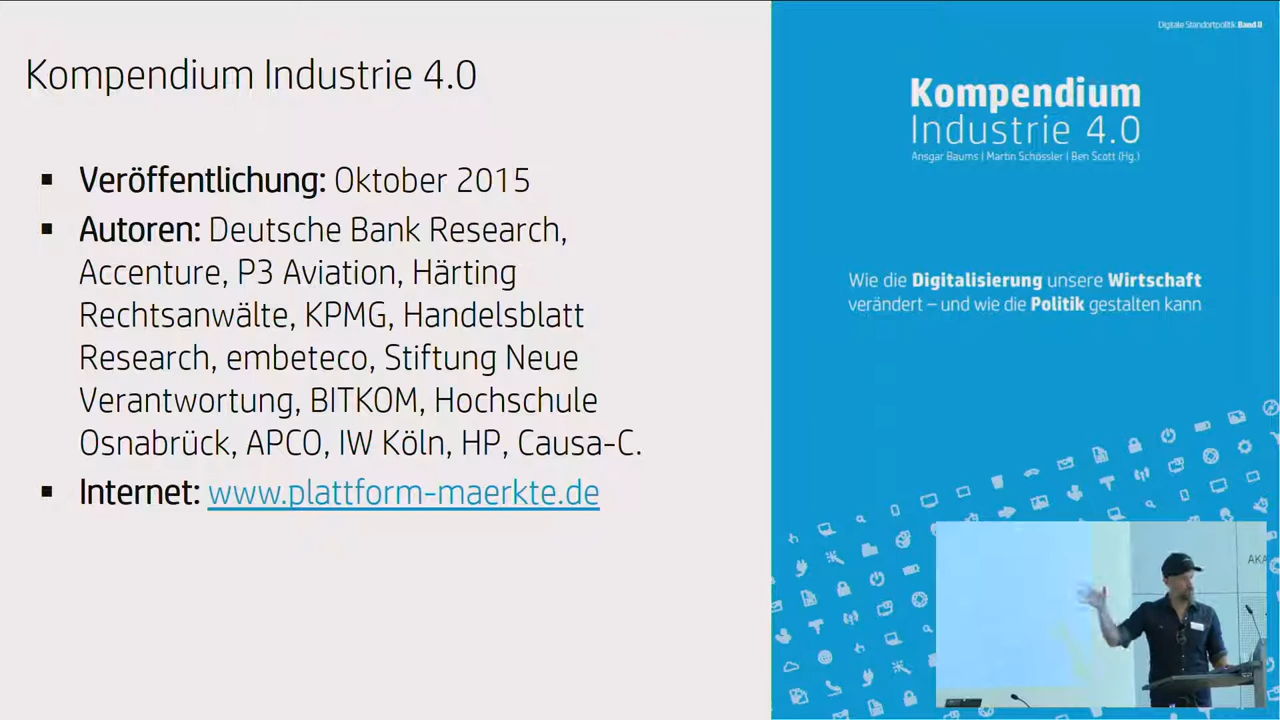 Kompendium Industrie 4.0
▪ Veröffentlichung: Oktober 2015
▪ Autoren: Deutsche Bank Research,
Accenture, P3 Aviation, Härting
Rechtsanwälte, KPMG, Handelsblatt
Research, embeteco, Stiftung Neue
Verantwortung, BITKOM, Hochschule
Osnabrück, APCO, IW Köln, HP, Causa-C.
▪ Internet: www.plattform-maerkte.de
Digitale Standortpolitik Band II
Kompendium
Industrie 4.0
Ansgar Baums | Martin Schössler | Ben Scott (Hg.)
Wie die Digitalisierung unsere Wirtschaft
verändert – und wie die Politik gestalten kann
AKA